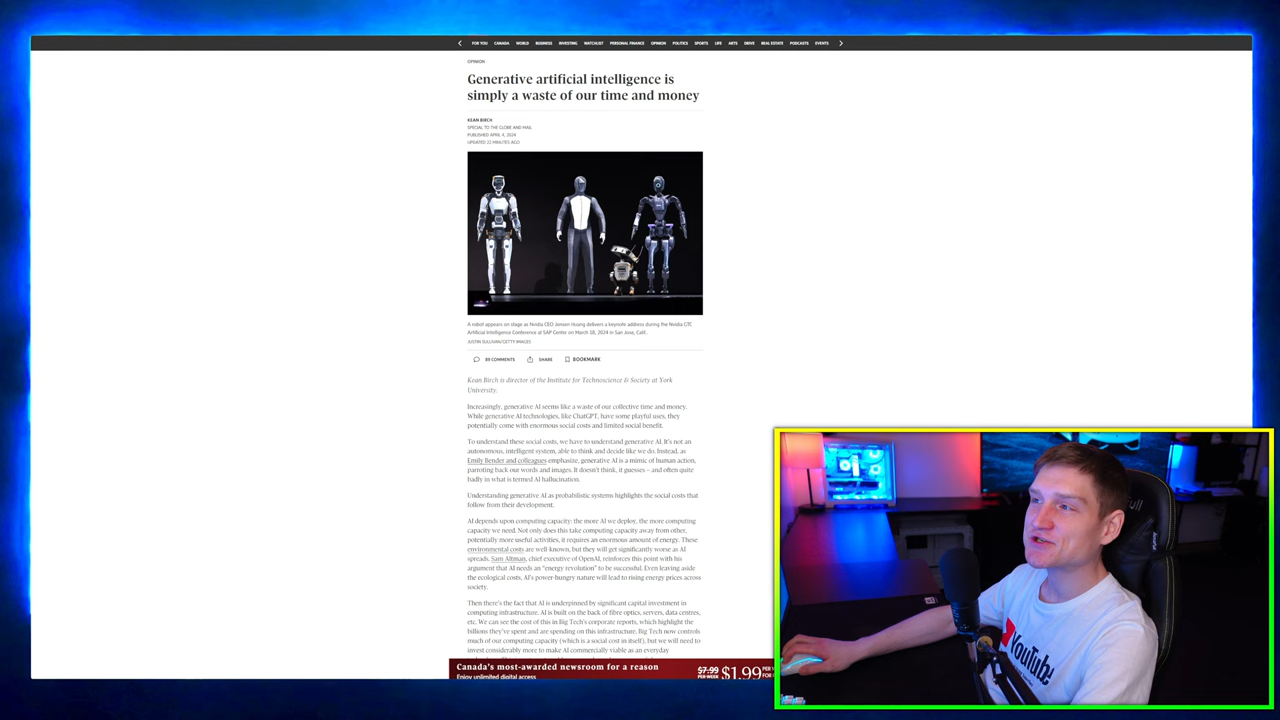 FOR YOU CANADA WORLD BUSINESS INVESTING WATCHLIST PERSONAL FINANCE OPINION POLITICS SPORTS LIFE ARTS DRIVE REAL ESTATE PODCASTS EVENTS
OPINION
Generative artificial intelligence is
simply a waste of our time and money
KEAN BIRCH
SPECIAL TO THE GLOBE AND MAIL
PUBLISHED APRIL 4, 2024
UPDATED 22 MINUTES AGO
A robot appears on stage as Nvidia CEO Jensen Huang delivers a keynote address during the Nvidia GTC
Artificial Intelligence Conference at SAP Center on March 18, 2024 in San Jose, Calif.
JUSTIN SULLIVAN/GETTY IMAGES
89 COMMENTS SHARE BOOKMARK
Kean Birch is director of the Institute for Technoscience & Society at York
University.
Increasingly, generative AI seems like a waste of our collective time and money.
While generative AI technologies, like ChatGPT, have some playful uses, they
potentially come with enormous social costs and limited social benefit.
To understand these social costs, we have to understand generative AI. It's not an
autonomous, intelligent system, able to think and decide like we do. Instead, as
Emily Bender and colleagues emphasize, generative AI is a mimic of human action,
parroting back our words and images. It doesn't think, it guesses – and often quite
badly in what is termed AI hallucination.
Understanding generative AI as probabilistic systems highlights the social costs that
follow from their development.
AI depends upon computing capacity: the more AI we deploy, the more computing
capacity we need. Not only does this take computing capacity away from other,
potentially more useful activities, it requires an enormous amount of energy. These
environmental costs are well-known, but they will get significantly worse as AI
spreads. Sam Altman, chief executive of OpenAI, reinforces this point with his
argument that AI needs an "energy revolution" to be successful. Even leaving aside
the ecological costs, AI's power-hungry nature will lead to rising energy prices across
society.
Then there's the fact that AI is underpinned by significant capital investment in
computing infrastructure. AI is built on the back of fibre optics, servers, data centres,
etc. We can see the cost of this in Big Tech's corporate reports, which highlight the
billions they've spent and are spending on this infrastructure. Big Tech now controls
much of our computing capacity (which is a social cost in itself), but we will need to
invest considerably more to make AI commercially viable as an everyday
Canada's most-awarded newsroom for a reason
Enjoy unlimited digital access
$7.99
PER WEEK
$1.99
YouTube